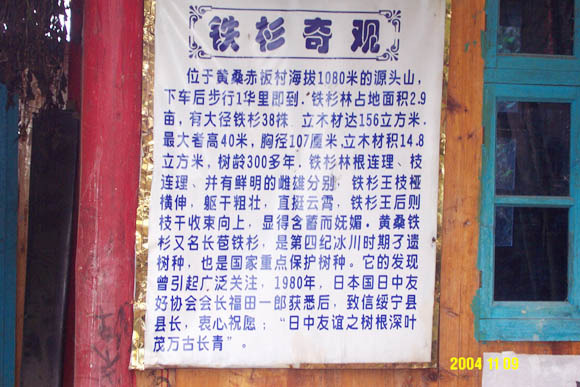 铁杉奇观
位于黄桑赤板村海拔1080米的源头山,
下车后步行1华里即到.“铁杉林占地面积2.9
亩,有大径铁杉38株 立木材达156立方米.
最大者高40米,胸径107厘米.立木材积14.8
立方米,树龄300多年.铁杉林根连理、枝
连理、并有鲜明的雌雄分别,铁杉王枝桠
横伸,躯干粗壮,直挺云霄,铁杉王后则
枝干收束向上,显得含蓄而妩媚.黄桑铁
杉又名长苞铁杉,是第四纪冰川时期孑遗
树种,也是国家重点保护树种。它的发现
曾引起广泛关注,1980年,日本国日中友
好协会会长福田一郎获悉后,致信绥宁县
县长,衷心祝愿;“日中友谊之树根深叶
茂万古长青”。
2004 11 09